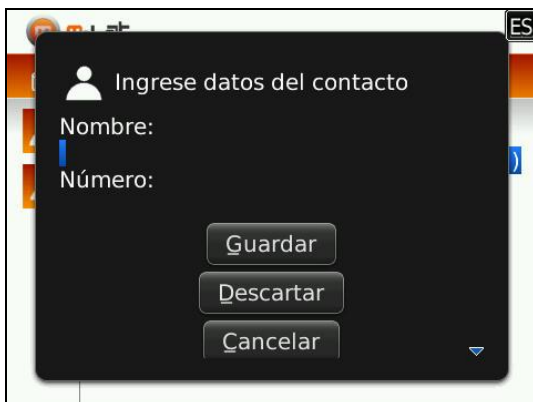 ES
Ingrese datos del contacto
Nombre:
Número:
Guardar
Descartar
Cancelar
)